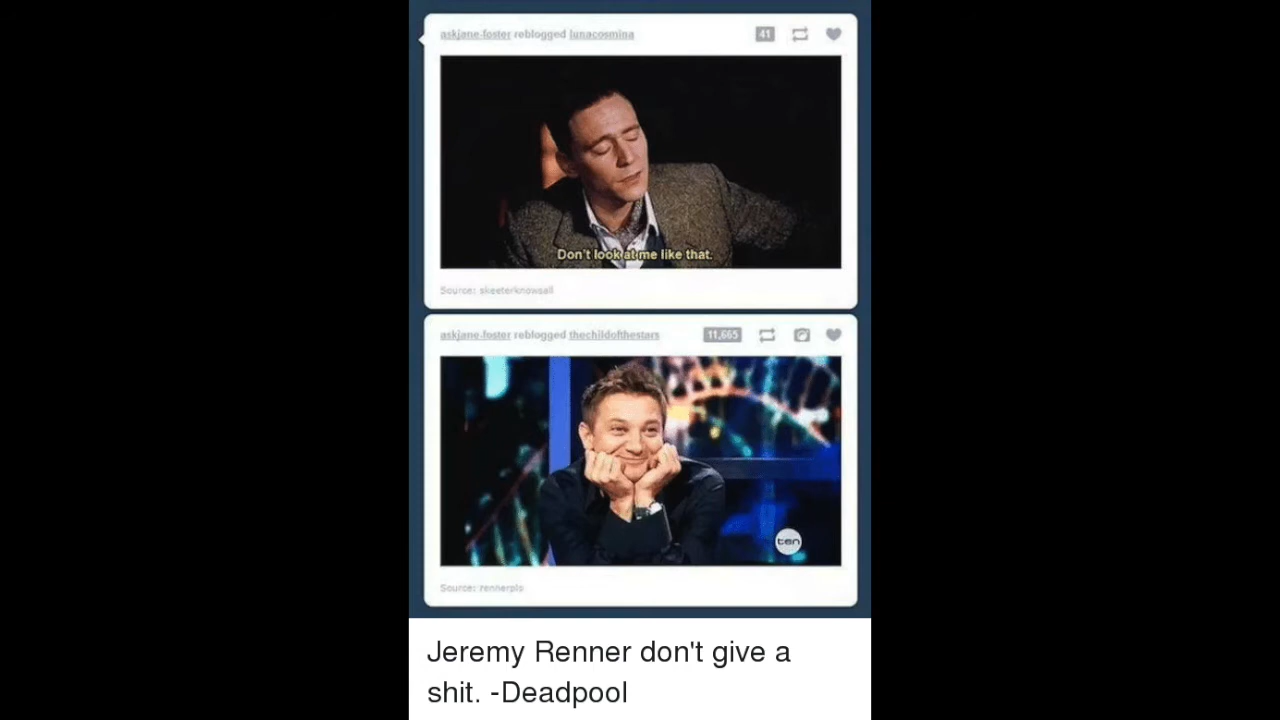 askjane-foster reblogged lunacosmina 41
Don't look at me like that.
Source: skeeterknowsall
askjane-foster reblogged thechildofthestars 11,665
ten
Source: rennerpls
Jeremy Renner don't give a
shit. -Deadpool